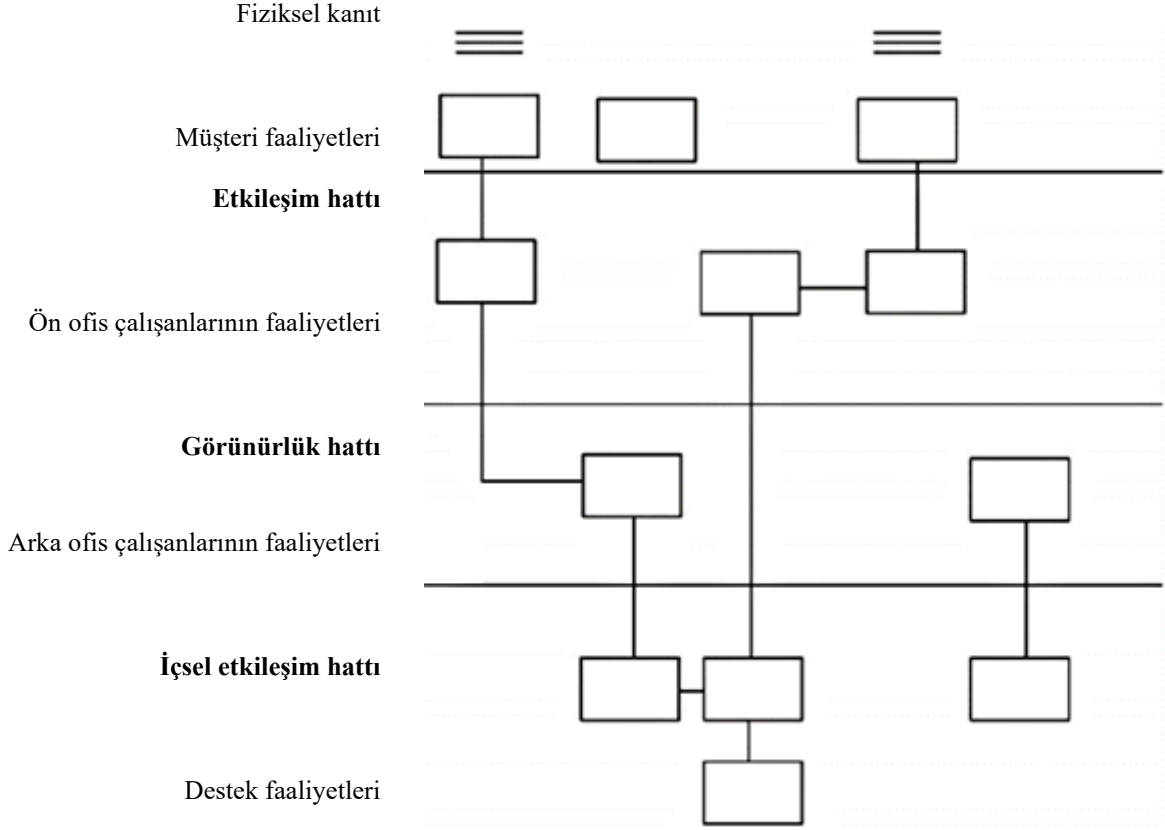 Fiziksel kanıt
Müşteri faaliyetleri
Etkileşim hattı
Ön ofis çalışanlarının faaliyetleri
Görünürlük hattı
Arka ofis çalışanlarının faaliyetleri
İçsel etkileşim hattı
Destek faaliyetleri